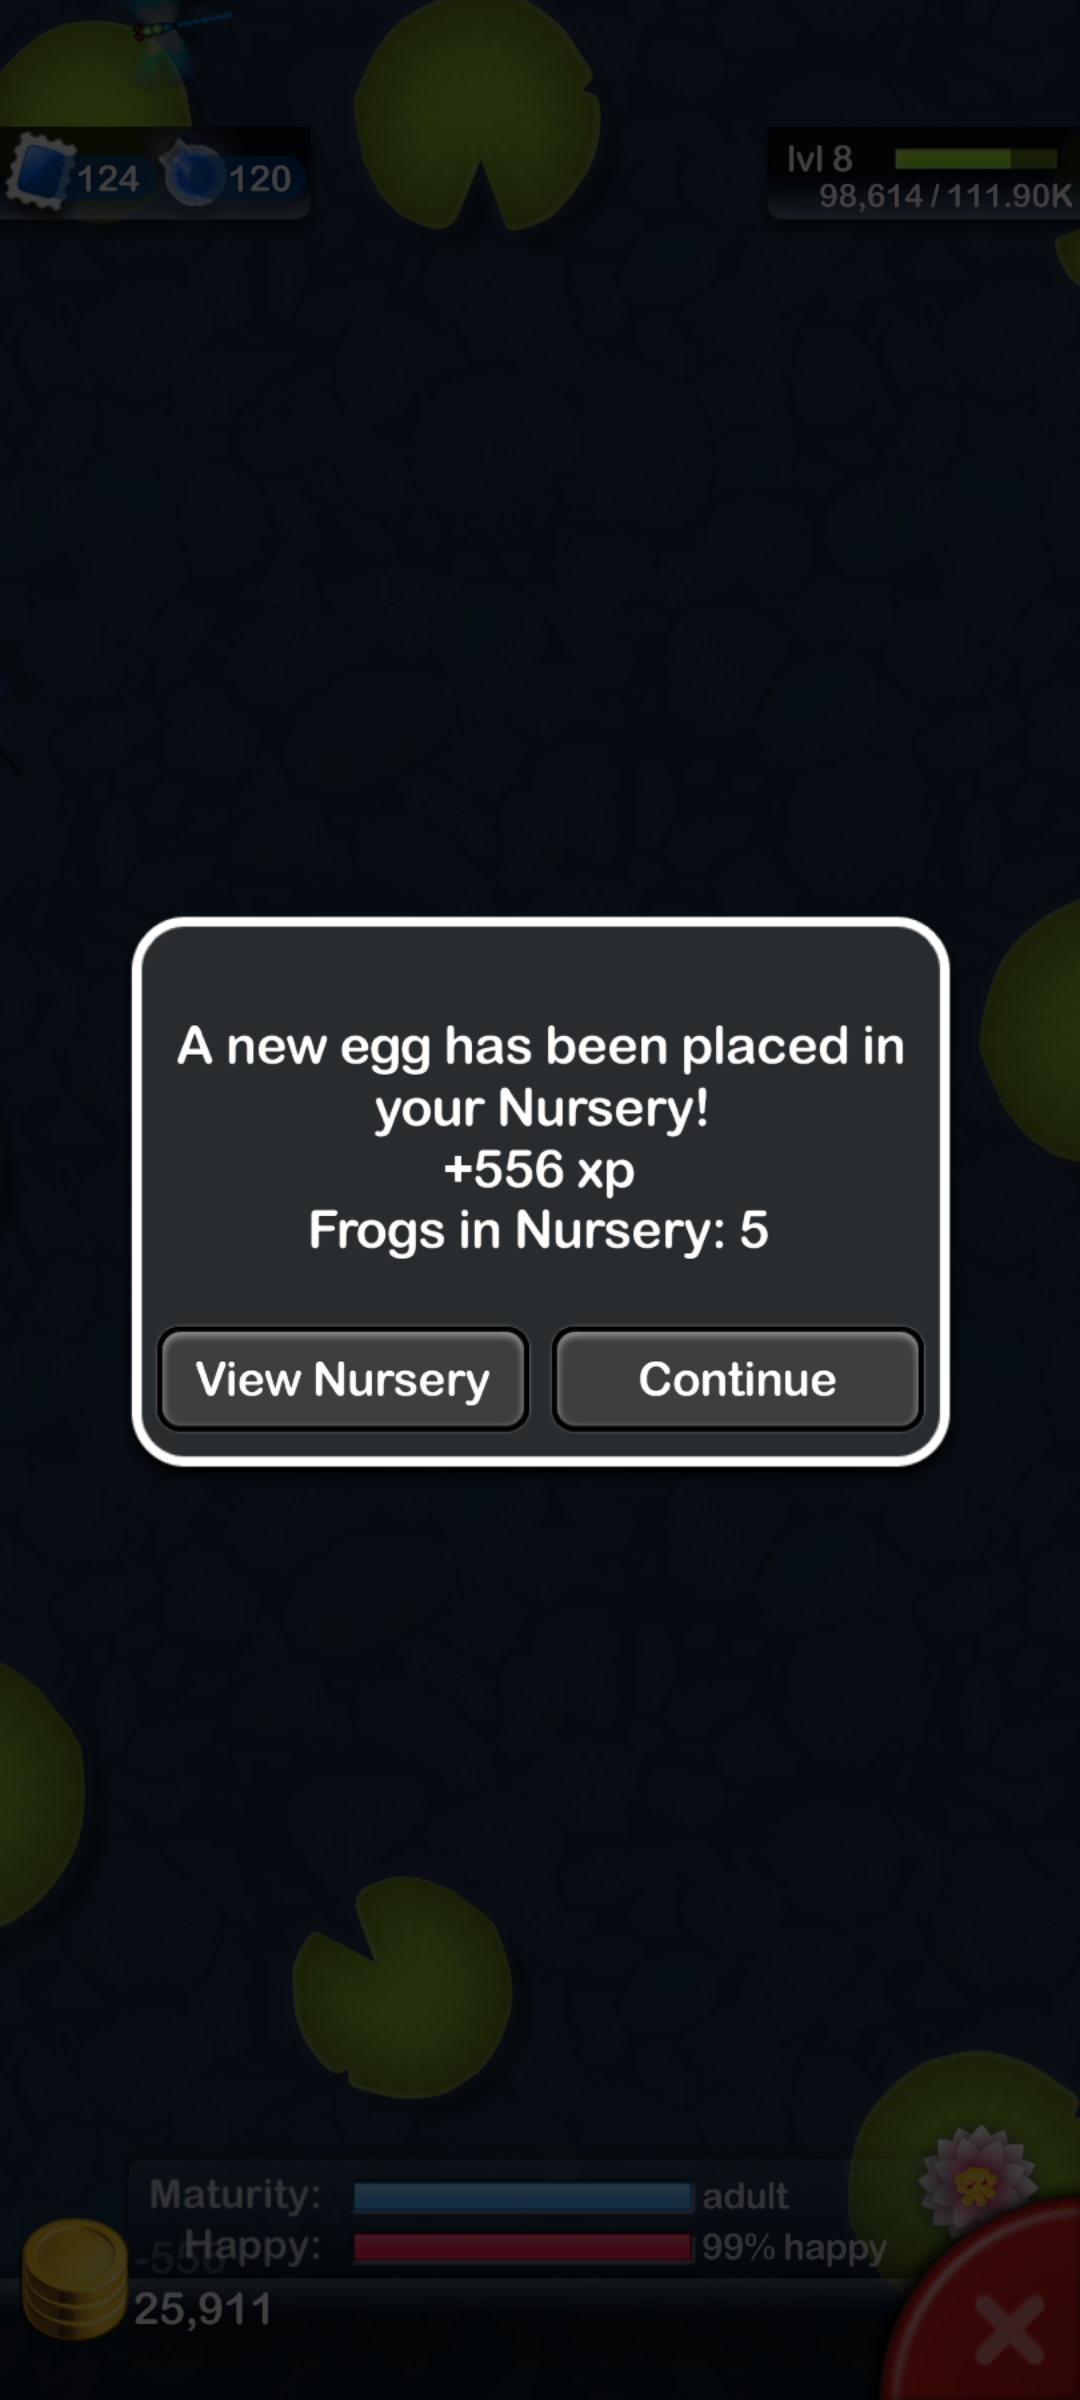 124 120
lvl 8
98,614 / 111.90K
A new egg has been placed in
your Nursery!
+556 xp
Frogs in Nursery: 5
View Nursery Continue
Maturity: adult
Happy: 99% happy
-556
25,911